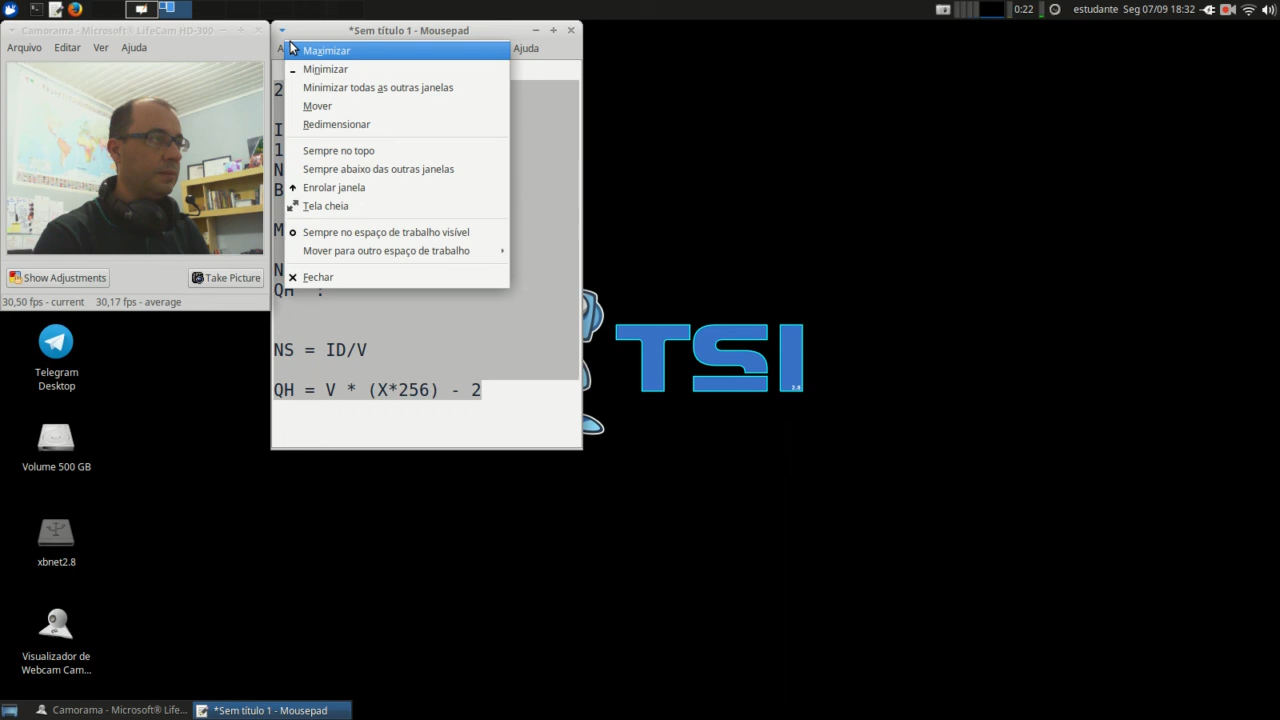 0:22
estudante
Seg 07/09 18:32
Camorama - Microsoft® LifeCam HD-300
Arquivo Editar Ver Ajuda
Show Adjustments
Take Picture
30,50 fps - current 30,17 fps - average
*Sem título 1 - Mousepad
A
Ajuda
Maximizar
Minimizar
Minimizar todas as outras janelas
Mover
Redimensionar
Sempre no topo
Sempre abaixo das outras janelas
Enrolar janela
Tela cheia
Sempre no espaço de trabalho visível
Mover para outro espaço de trabalho
Fechar
2
I
1
N
B
M
N
QH :
NS = ID/V
QH = V * (X*256) - 2
TSI
2.8
Telegram
Desktop
Volume 500 GB
xbnet2.8
Visualizador de
Webcam Cam...
Camorama - Microsoft® Life...
*Sem título 1 - Mousepad